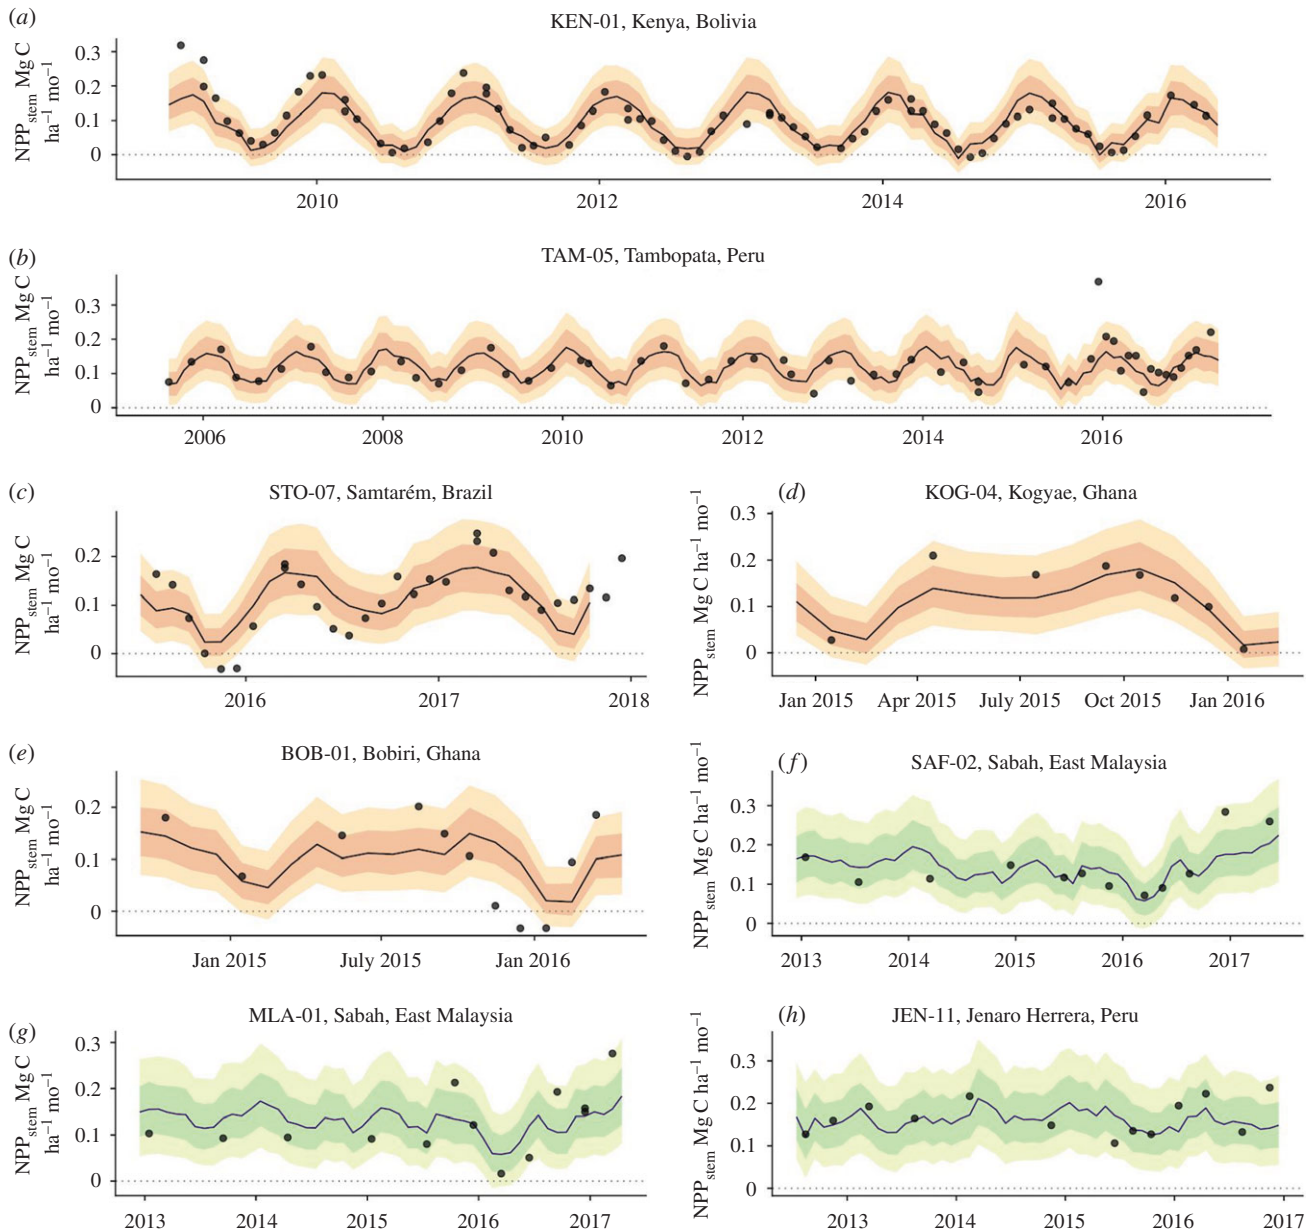 (a)
KEN-01, Kenya, Bolivia
NPPstem Mg C
ha−1 mo−1
0.3
0.2
0.1
0
2010 2012 2014 2016
(b)
TAM-05, Tambopata, Peru
NPPstem Mg C
ha−1 mo−1
0.3
0.2
0.1
0
2006 2008 2010 2012 2014 2016
(c)
STO-07, Samtarém, Brazil
NPPstem Mg C
ha−1 mo−1
0.2
0.1
0
2016 2017 2018
(d)
KOG-04, Kogyae, Ghana
NPPstem Mg C ha−1 mo−1
0.3
0.2
0.1
0
Jan 2015 Apr 2015 July 2015 Oct 2015 Jan 2016
(e)
BOB-01, Bobiri, Ghana
NPPstem Mg C
ha−1 mo−1
0.2
0.1
0
Jan 2015 July 2015 Jan 2016
(f)
SAF-02, Sabah, East Malaysia
NPPstem Mg C ha−1 mo−1
0.3
0.2
0.1
0
2013 2014 2015 2016 2017
(g)
MLA-01, Sabah, East Malaysia
NPPstem Mg C
ha−1 mo−1
0.3
0.2
0.1
0
2013 2014 2015 2016 2017
(h)
JEN-11, Jenaro Herrera, Peru
NPPstem Mg C ha−1 mo−1
0.3
0.2
0.1
0
2013 2014 2015 2016 2017